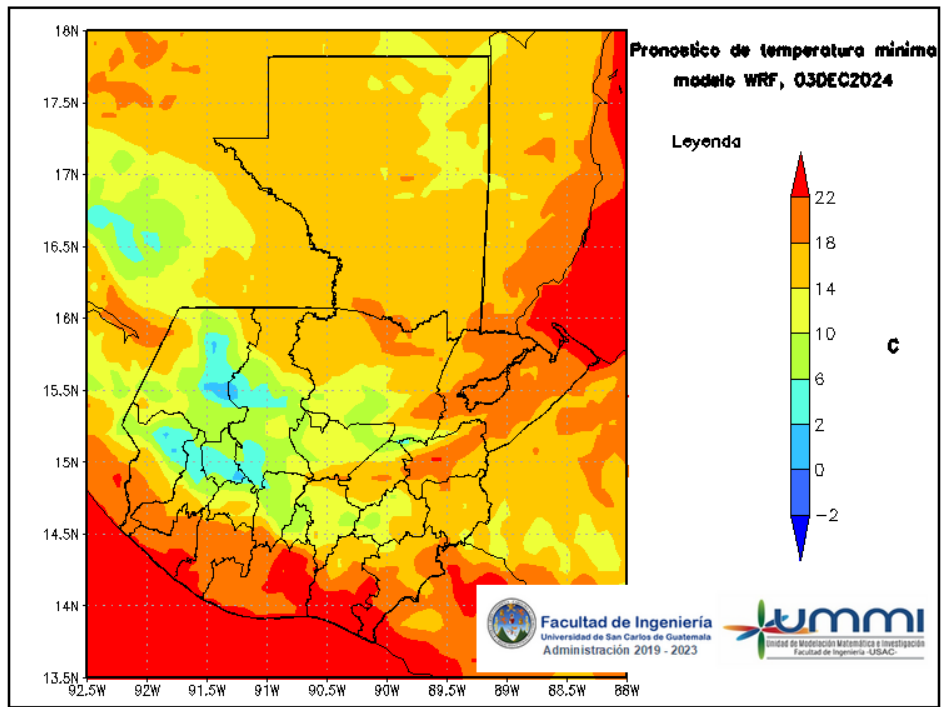 Pronostico de temperatura minima
modelo WRF, 03DEC2024
Leyenda
22
18
14
10
6
2
0
−2
C
18N
17.5N
17N
16.5N
16N
15.5N
15N
14.5N
14N
13.5N
92.5W
92W
91.5W
91W
90.5W
90W
89.5W
89W
88.5W
88W
Facultad de Ingeniería
Universidad de San Carlos de Guatemala
Administración 2019 - 2023
UMMI
Unidad de Modelación Matemática e Investigación
Facultad de Ingeniería -USAC-